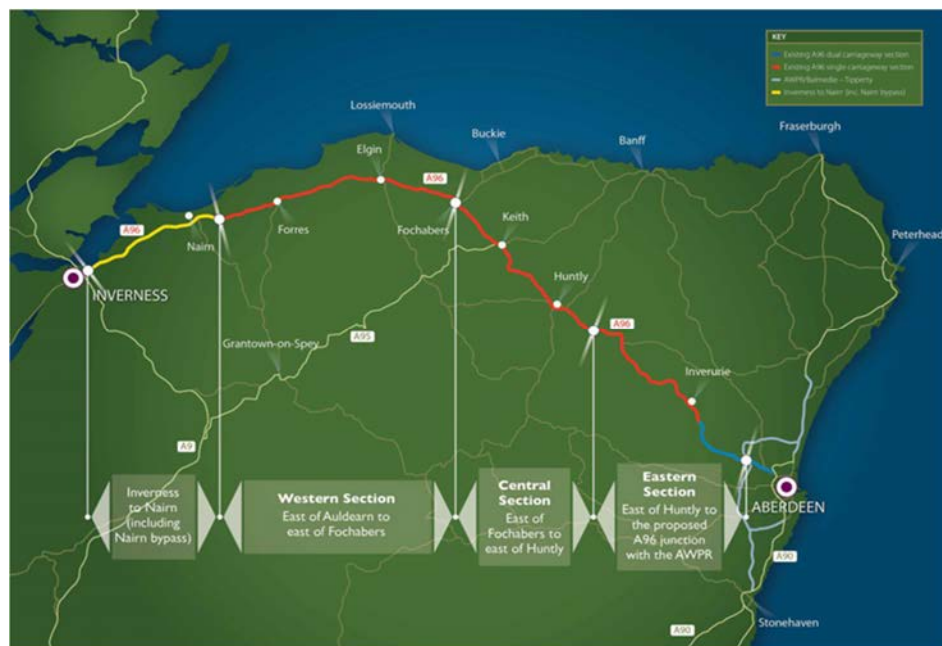 KEY
Existing A96 dual carriageway section
Existing A96 single carriageway section
AWPR/Balmedie – Tipperty
Inverness to Nairn (inc. Nairn bypass)
Lossiemouth
Fraserburgh
Buckie
Banff
Elgin
A96
Peterhead
Forres
Fochabers
Keith
A96
Nairn
INVERNESS
Huntly
A96
A95
Grantown-on-Spey
Inverurie
A9
ABERDEEN
Inverness
to Nairn
(including
Nairn bypass)
Western Section
East of Auldearn to
east of Fochabers
Central
Section
East of
Fochabers to
east of Huntly
Eastern
Section
East of Huntly to
the proposed
A96 junction
with the AWPR
A90
Stonehaven
A90